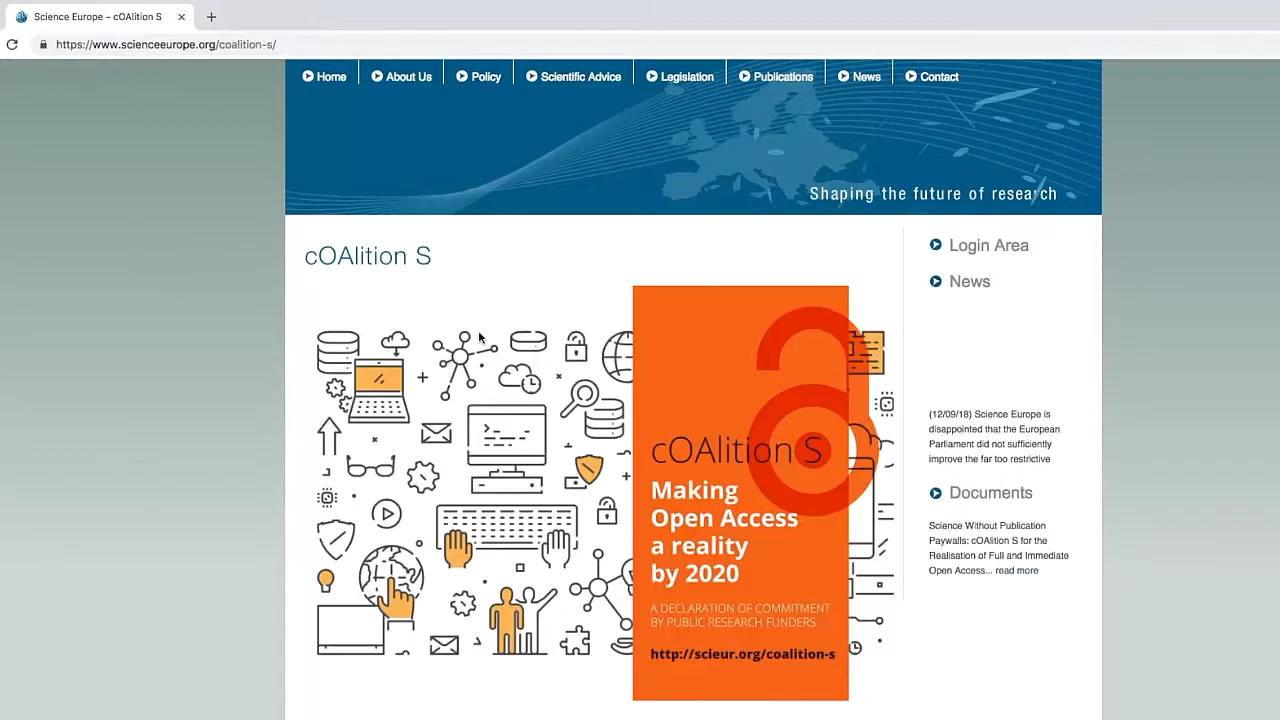 Science Europe – cOAlition S
https://www.scienceeurope.org/coalition-s/
Home
About Us
Policy
Scientific Advice
Legislation
Publications
News
Contact
Shaping the future of research
cOAlition S
cOAlition S
Making
Open Access
a reality
by 2020
A DECLARATION OF COMMITMENT
BY PUBLIC RESEARCH FUNDERS
http://scieur.org/coalition-s
Login Area
News
(12/09/18) Science Europe is
disappointed that the European
Parliament did not sufficiently
improve the far too restrictive
Documents
Science Without Publication
Paywalls: cOAlition S for the
Realisation of Full and Immediate
Open Access... read more